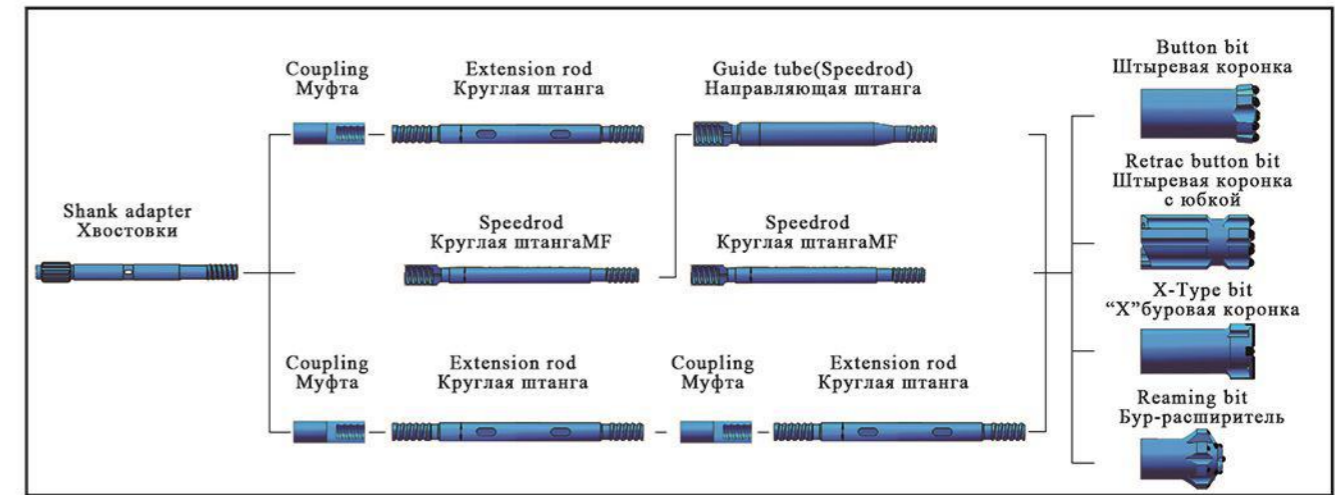 Shank adapter
Хвостовки
Coupling
Муфта
Extension rod
Круглая штанга
Guide tube(Speedrod)
Направляющая штанга
Speedrod
Круглая штангаMF
Speedrod
Круглая штангаMF
Coupling
Муфта
Extension rod
Круглая штанга
Coupling
Муфта
Extension rod
Круглая штанга
Button bit
Штыревая коронка
Retrac button bit
Штыревая коронка
с юбкой
X-Type bit
“X”буровая коронка
Reaming bit
Бур-расширитель